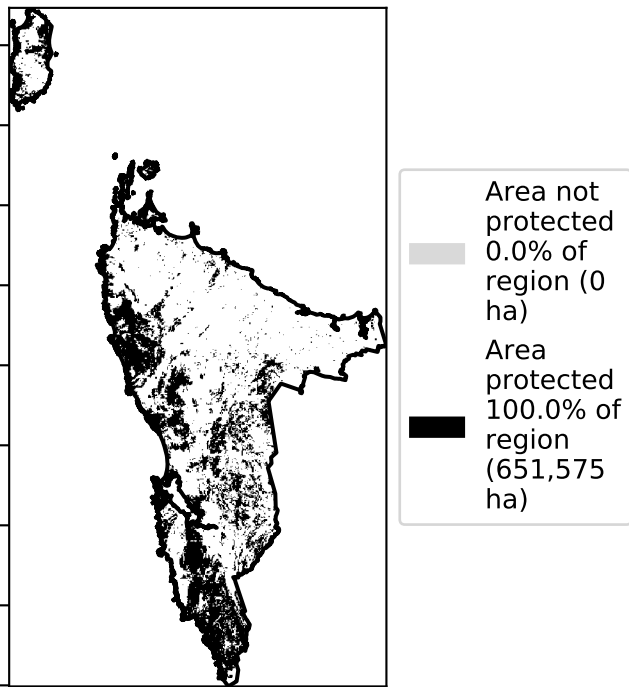 Area not
protected
0.0% of
region (0
ha)
Area
protected
100.0% of
region
(651,575
ha)